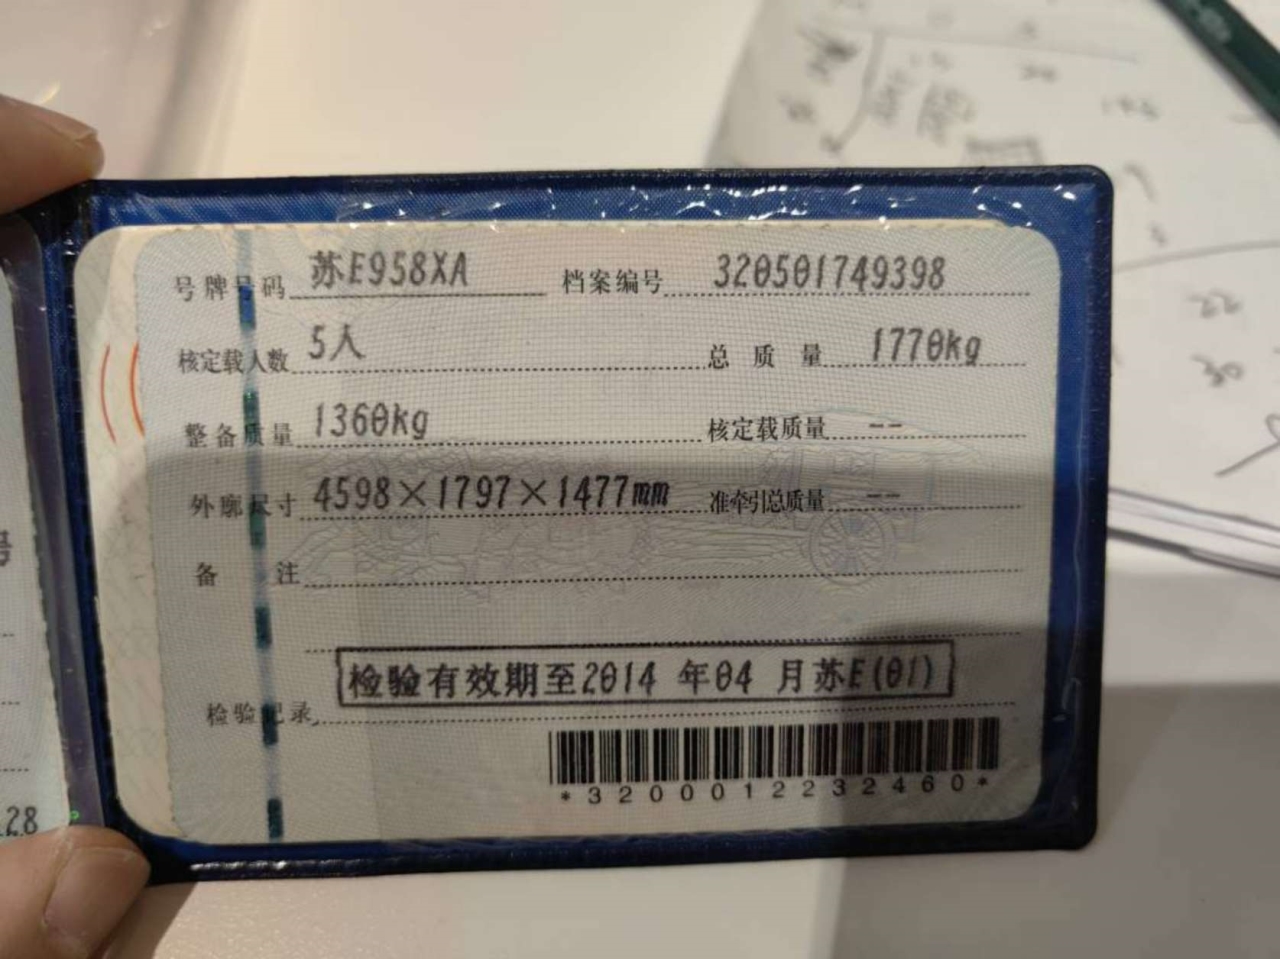 号牌号码 苏E958XA 档案编号 320501749398
核定载人数 5人 总质量 1770kg
整备质量 1360kg 核定载质量 --
外廓尺寸 4598×1797×1477mm 准牵引总质量 --
备注
检验有效期至2014 年04 月苏E(01)
检验记录
*3200012232460*
号
.28